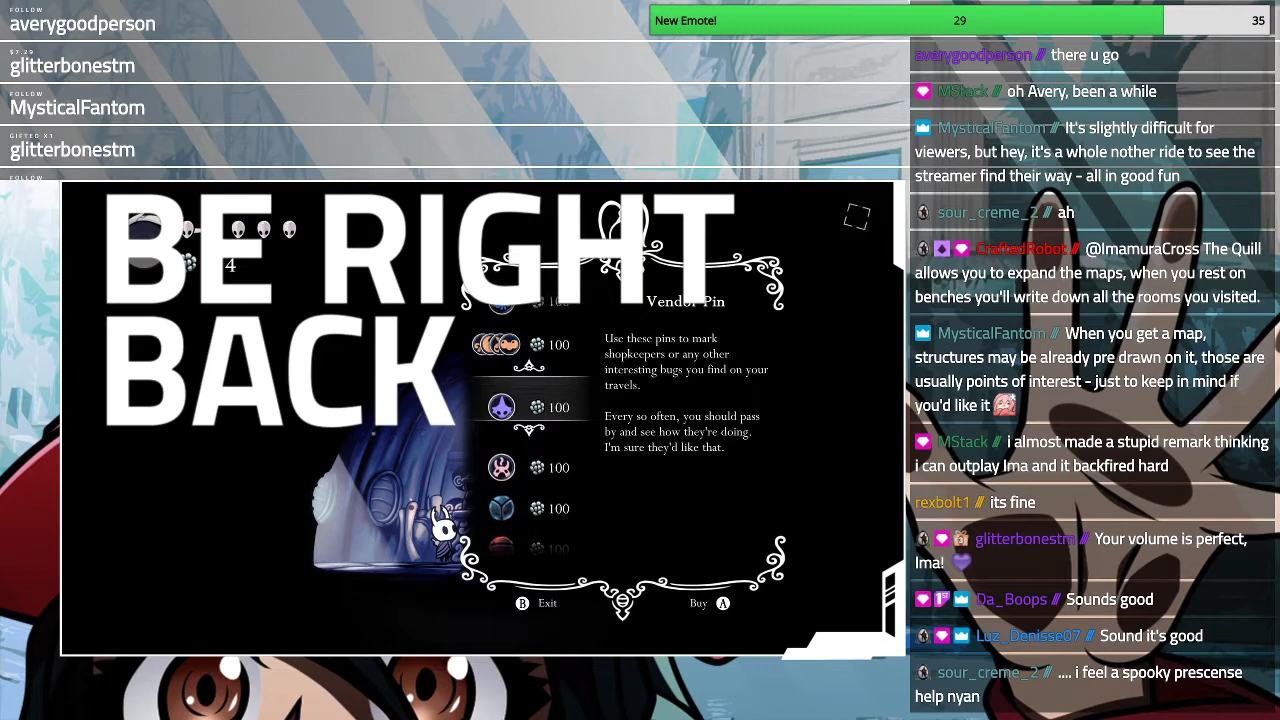 FOLLOW
averygoodperson
$7.29
glitterbonestm
FOLLOW
MysticalFantom
GIFTED X1
glitterbonestm
FOLLOW
New Emote!
29
35
BE RIGHT
BACK
4
Vendor Pin
100
100
100
100
100
Use these pins to mark
shopkeepers or any other
interesting bugs you find on your
travels.
Every so often, you should pass
by and see how they're doing.
I'm sure they'd like that.
B Exit
Buy A
averygoodperson // there u go
MStack // oh Avery, been a while
MysticalFantom // It's slightly difficult for
viewers, but hey, it's a whole nother ride to see the
streamer find their way - all in good fun
sour_creme_2 // ah
CraftedRobot // @ImamuraCross The Quill
allows you to expand the maps, when you rest on
benches you'll write down all the rooms you visited.
MysticalFantom // When you get a map,
structures may be already pre drawn on it, those are
usually points of interest - just to keep in mind if
you'd like it
MStack // i almost made a stupid remark thinking
i can outplay Ima and it backfired hard
rexbolt1 // its fine
glitterbonestm // Your volume is perfect,
Ima!
1ST Da_Boops // Sounds good
Luz_Denisse07 // Sound it's good
sour_creme_2 // .... i feel a spooky prescense
help nyan